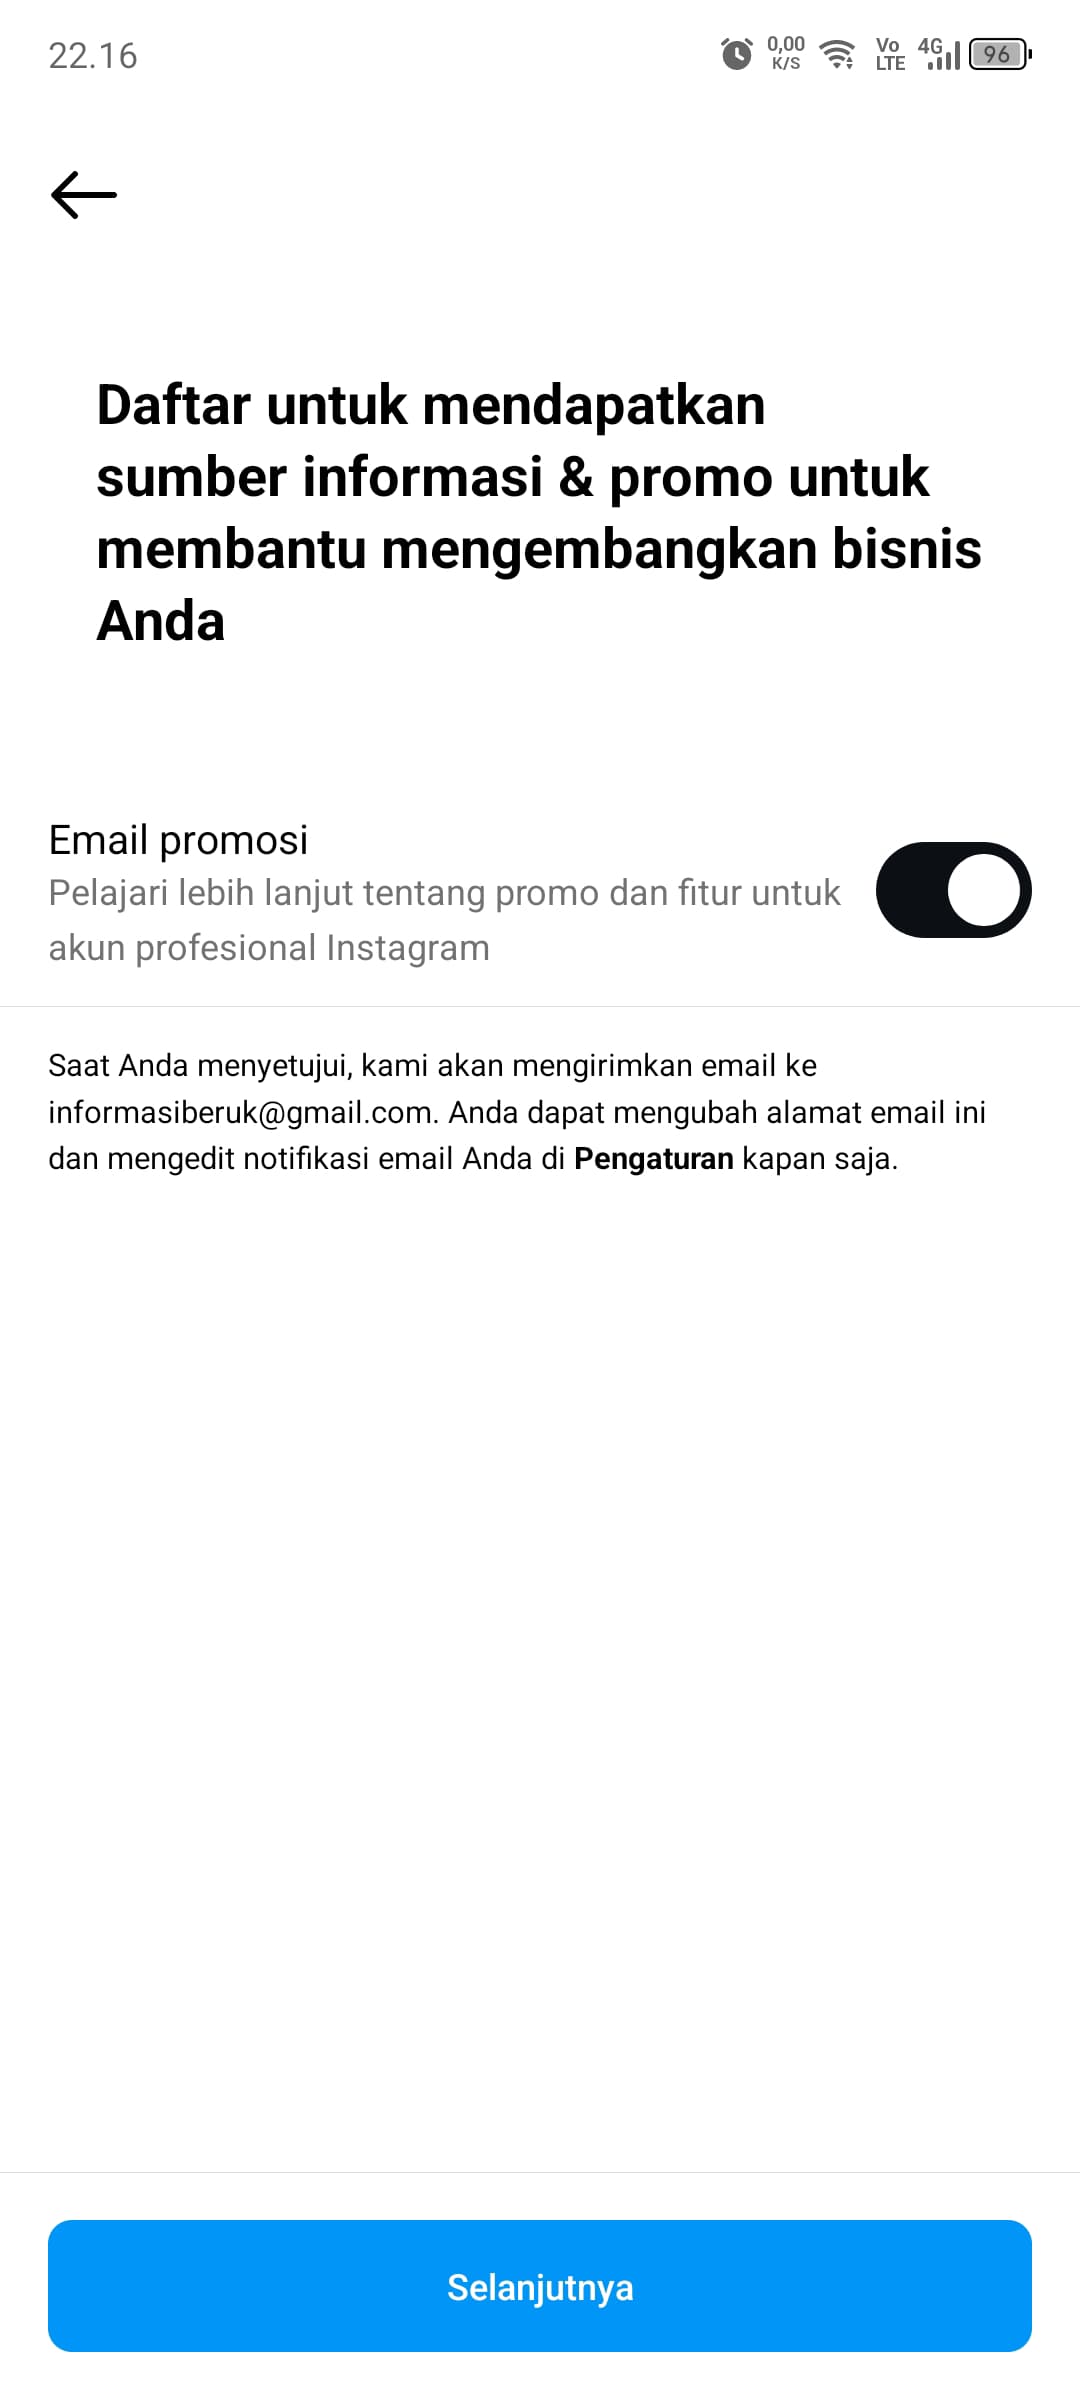 22.16
0,00 K/S Vo LTE 4G 96
Daftar untuk mendapatkan
sumber informasi & promo untuk
membantu mengembangkan bisnis
Anda
Email promosi
Pelajari lebih lanjut tentang promo dan fitur untuk
akun profesional Instagram
Saat Anda menyetujui, kami akan mengirimkan email ke
informasiberuk@gmail.com. Anda dapat mengubah alamat email ini
dan mengedit notifikasi email Anda di Pengaturan kapan saja.
Selanjutnya